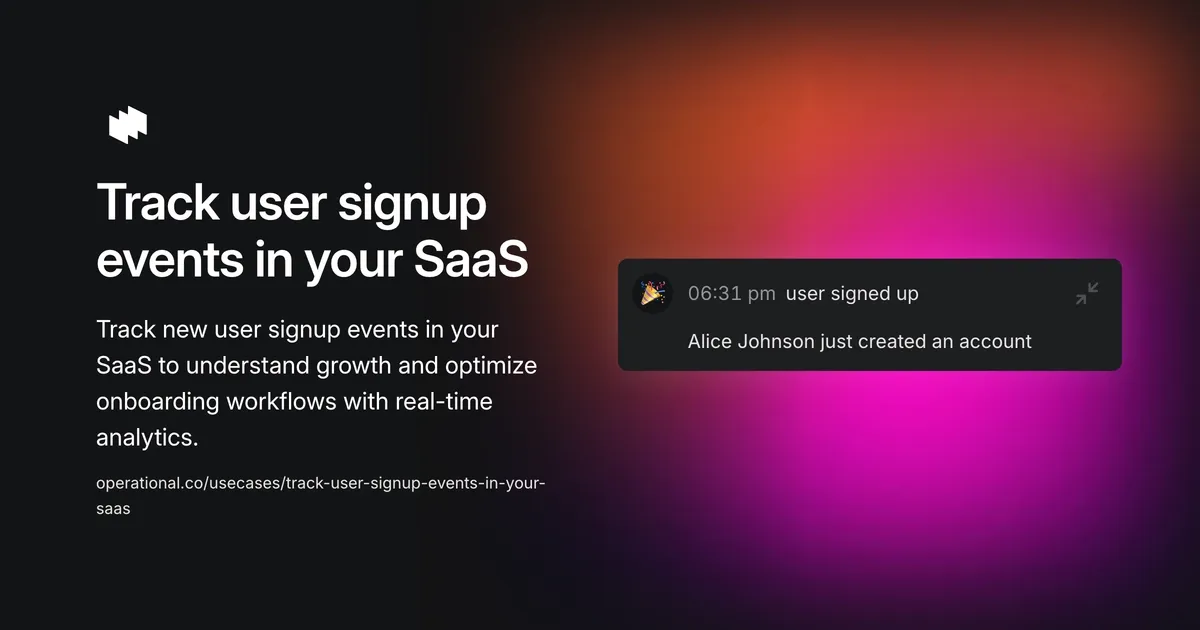 Track user signup
events in your SaaS
Track new user signup events in your
SaaS to understand growth and optimize
onboarding workflows with real-time
analytics.
operational.co/usecases/track-user-signup-events-in-your-
saas
06:31 pm user signed up
Alice Johnson just created an account